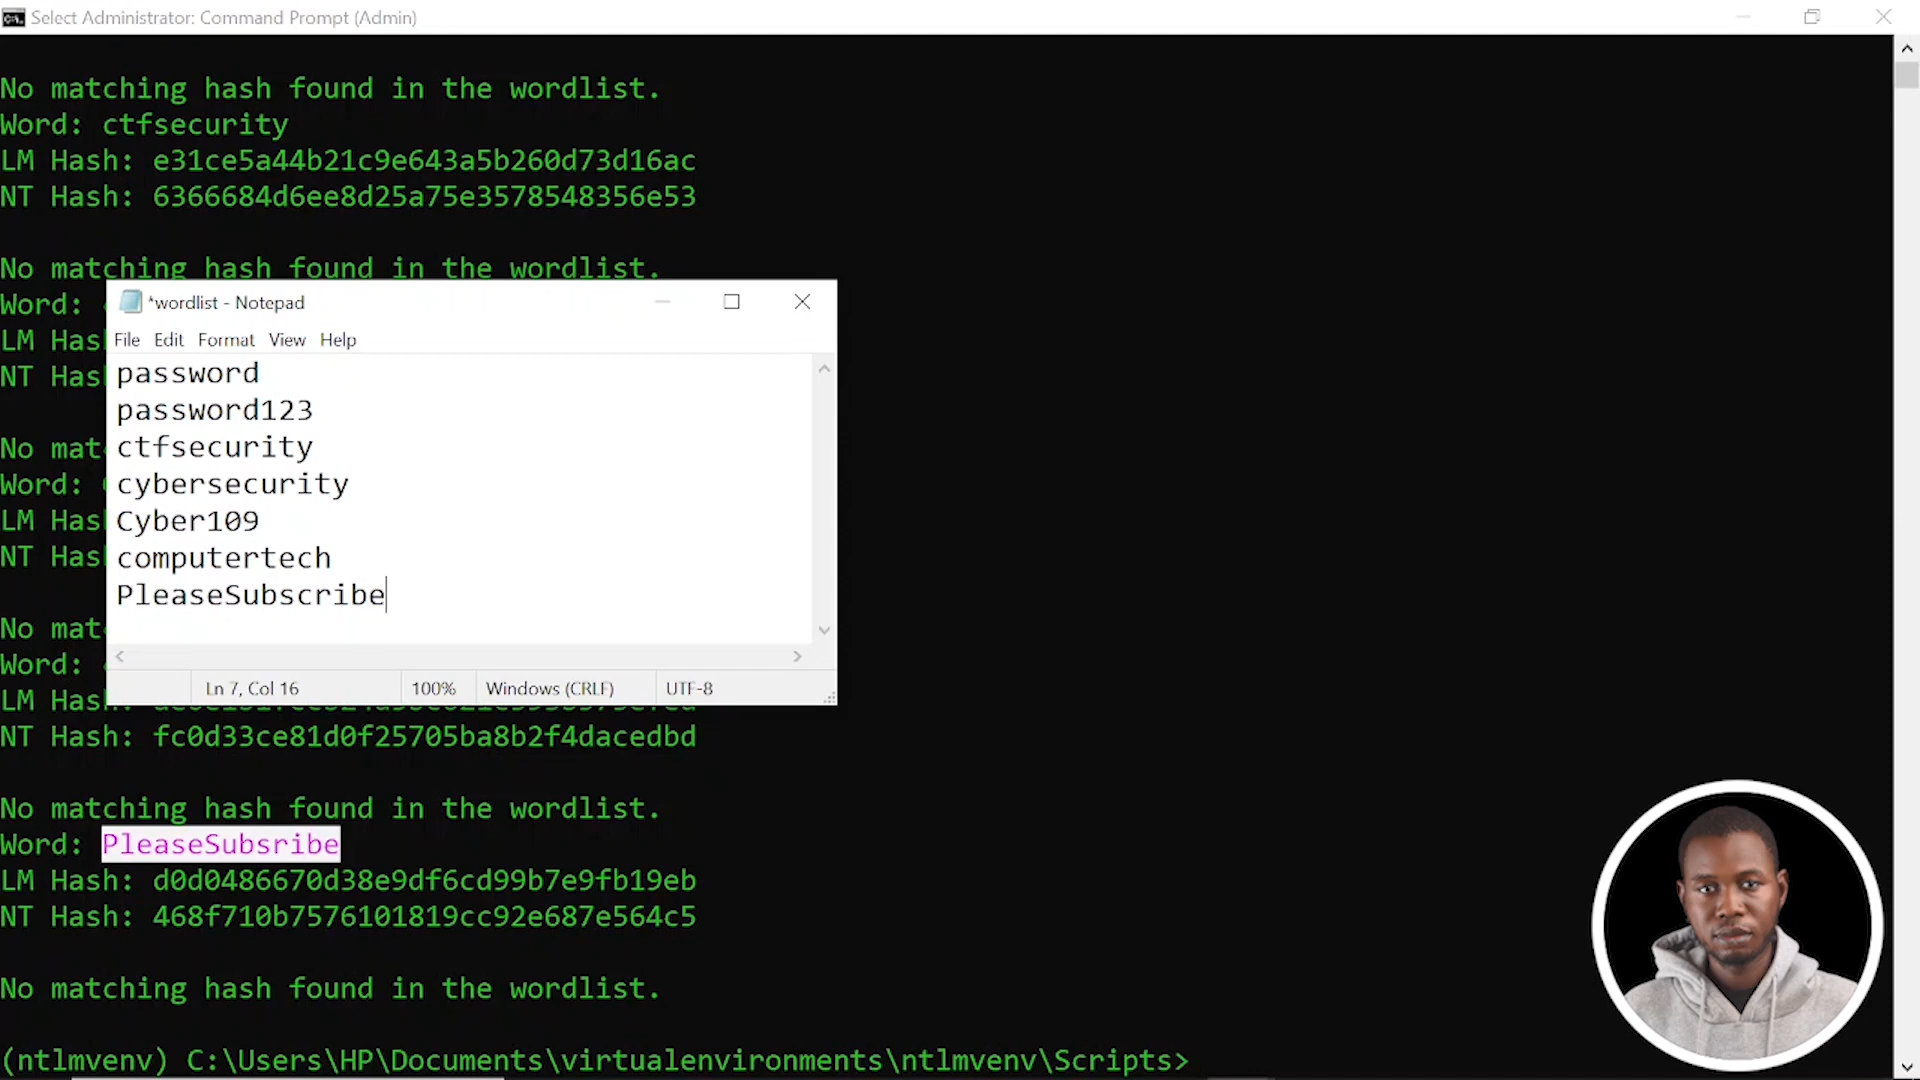 Select Administrator: Command Prompt (Admin)
No matching hash found in the wordlist.
Word: ctfsecurity
LM Hash: e31ce5a44b21c9e643a5b260d73d16ac
NT Hash: 6366684d6ee8d25a75e3578548356e53
No matching hash found in the wordlist.
Word:
LM Has
NT Has
No mat
Word:
LM Has
NT Has
No mat
Word:
LM Has
*wordlist - Notepad
File Edit Format View Help
password
password123
ctfsecurity
cybersecurity
Cyber109
computertech
PleaseSubscribe
Ln 7, Col 16 100% Windows (CRLF) UTF-8
NT Hash: fc0d33ce81d0f25705ba8b2f4dacedbd
No matching hash found in the wordlist.
Word: PleaseSubsribe
LM Hash: d0d0486670d38e9df6cd99b7e9fb19eb
NT Hash: 468f710b7576101819cc92e687e564c5
No matching hash found in the wordlist.
(ntlmvenv) C:\Users\HP\Documents\virtualenvironments\ntlmvenv\Scripts>